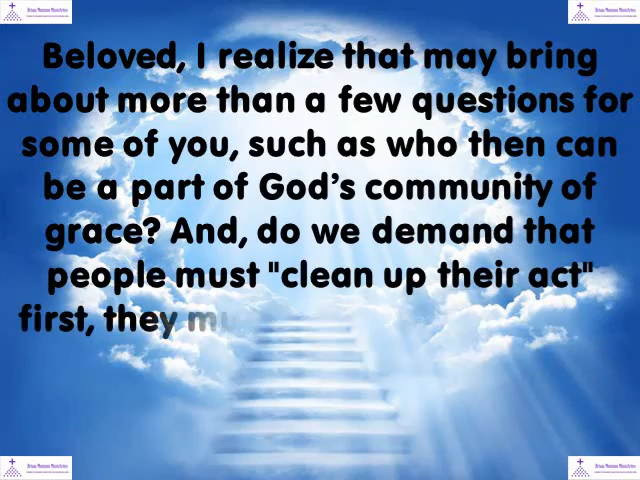 Beloved, I realize that may bring
about more than a few questions for
some of you, such as who then can
be a part of God's community of
grace? And, do we demand that
people must "clean up their act"
first, they